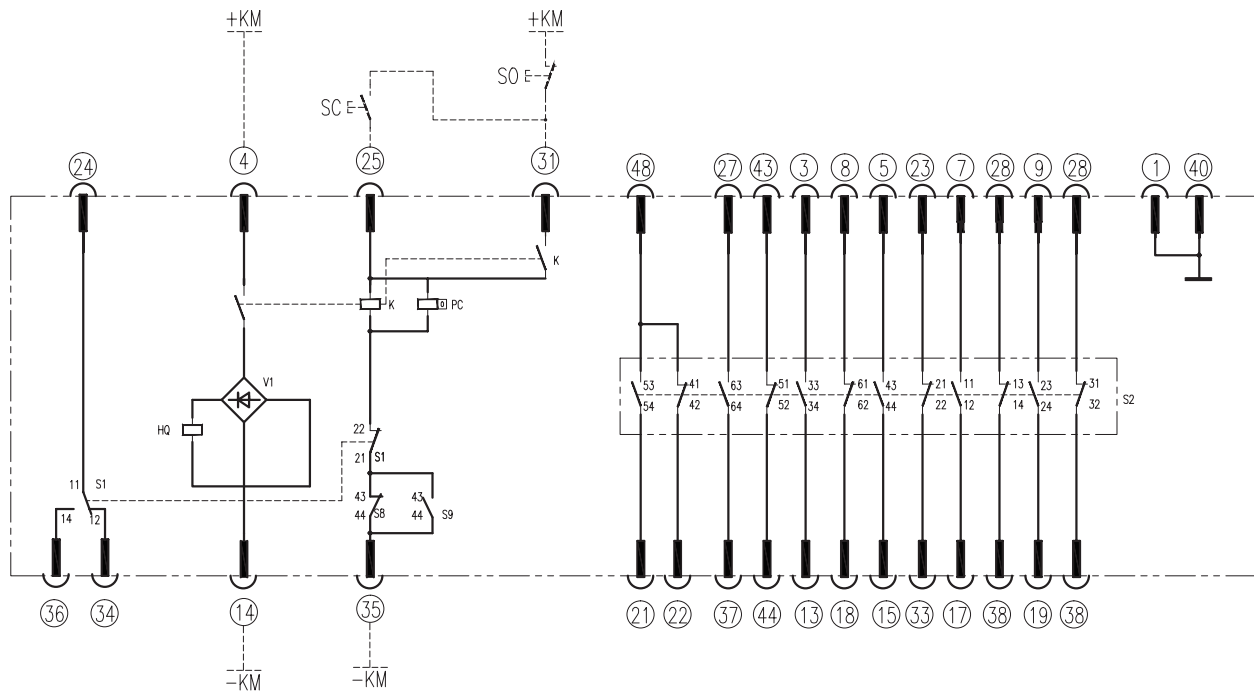 +KM +KM
SO E
SC E
24 4 25 31 48 27 43 3 8 5 23 7 28 9 28 1 40
K
K PC
V1
53 41 63 51 33 61 43 21 11 13 23 31
54 42 64 52 34 62 44 22 12 14 24 32 S2
HQ
22
21 S1
11 S1
43 43
14 12 44 S8 44 S9
36 34 14 35 21 22 37 44 13 18 15 33 17 38 19 38
-KM -KM